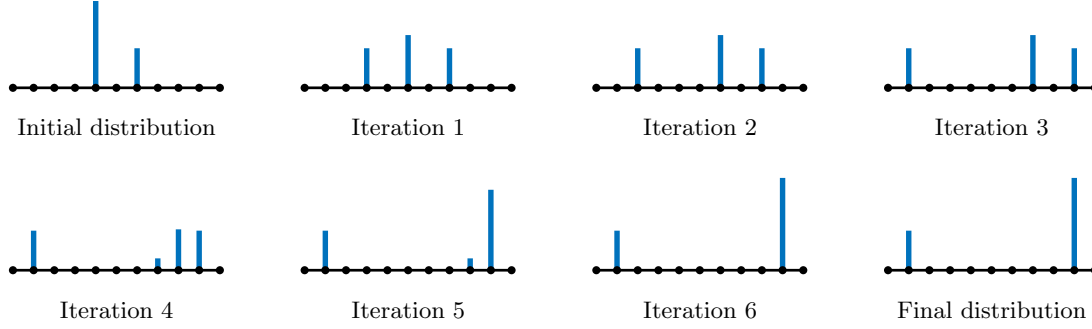 Initial distribution
Iteration 1
Iteration 2
Iteration 3
Iteration 4
Iteration 5
Iteration 6
Final distribution